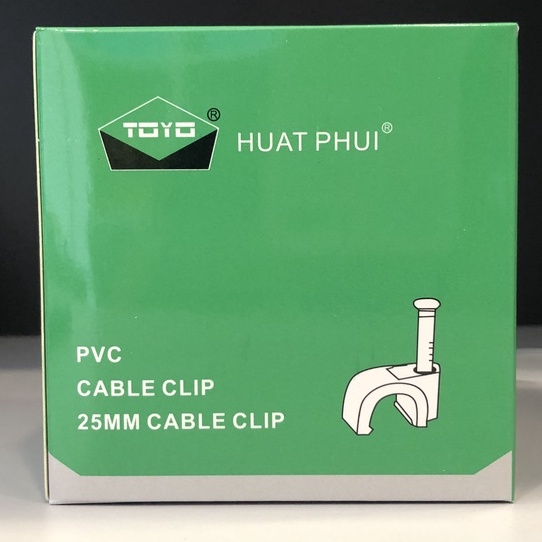 TOYO® HUAT PHUI®
PVC
CABLE CLIP
25MM CABLE CLIP